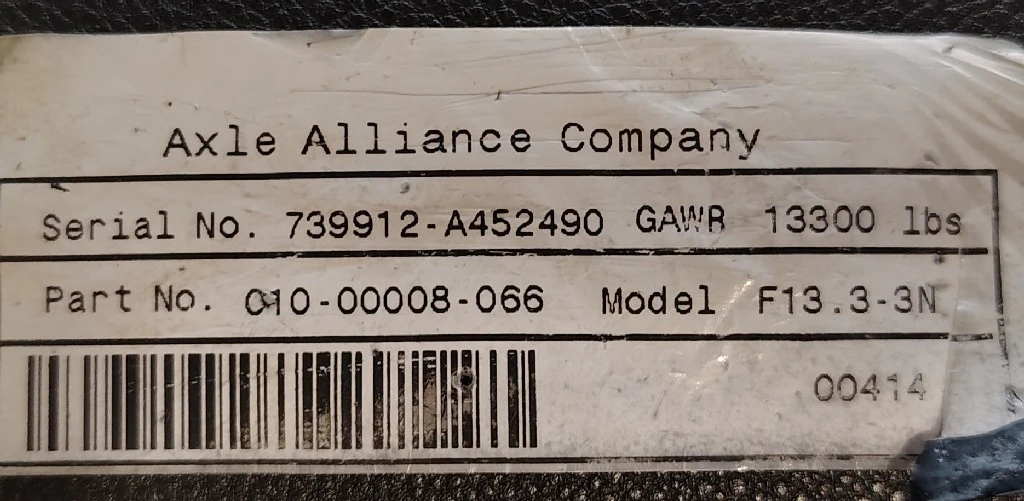 Axle Alliance Company
Serial No. 739912-A452490 GAWR 13300 lbs
Part No. C10-00008-066 Model F13.3-3N
00414